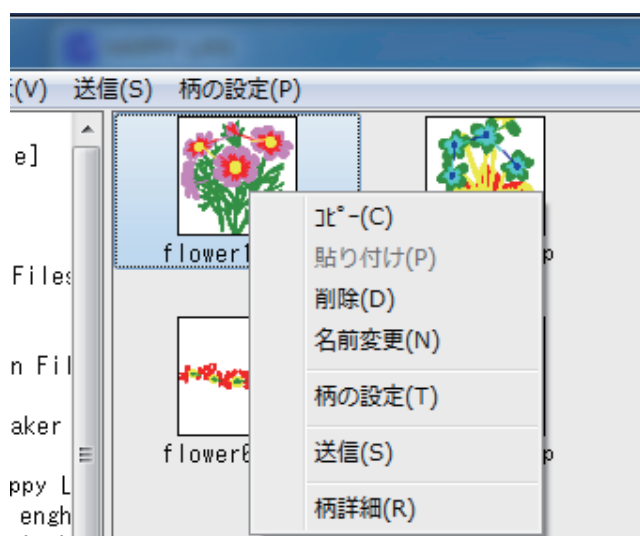 (V) 送信(S) 柄の設定(P)
e]
Files
n Fil
aker
ppy L
engh
flower1
p
flower
p
ｺﾋﾟｰ(C)
貼り付け(P)
削除(D)
名前変更(N)
柄の設定(T)
送信(S)
柄詳細(R)